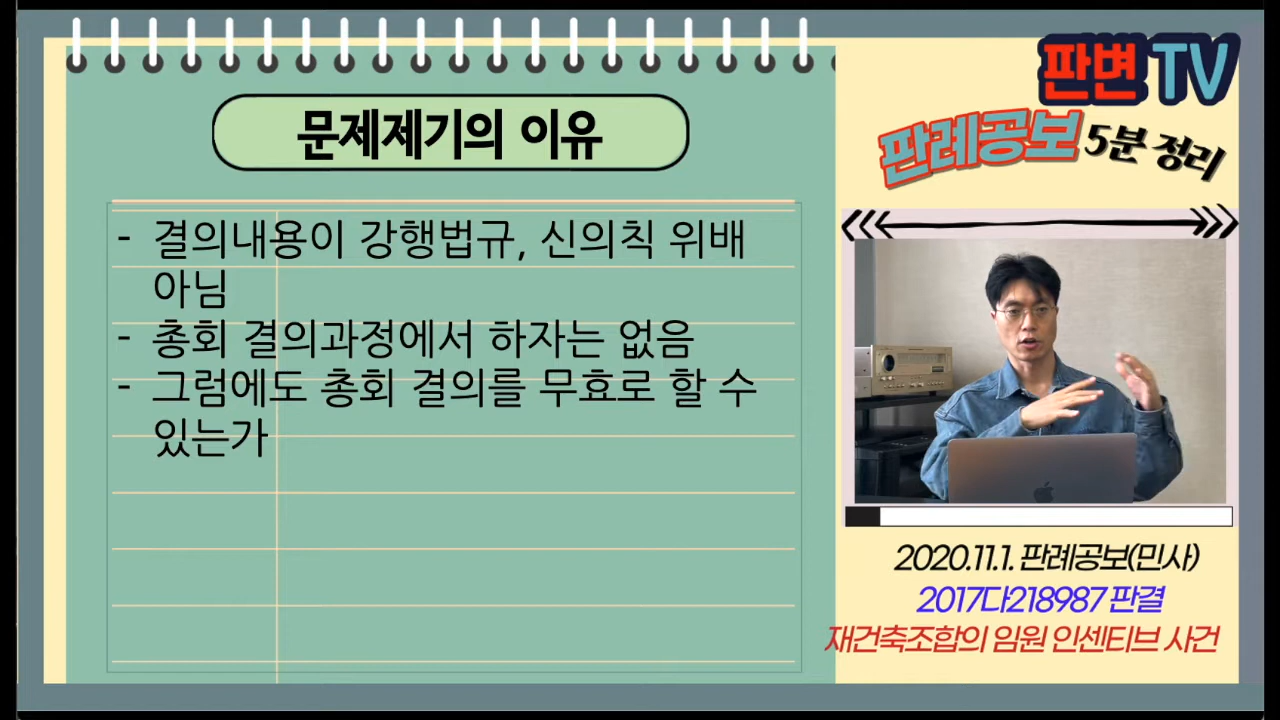 문제제기의 이유
- 결의내용이 강행법규, 신의칙 위배
아님
- 총회 결의과정에서 하자는 없음
- 그럼에도 총회 결의를 무효로 할 수
있는가
판변 TV
판례공보 5분 정리
2020.11.1. 판례공보(민사)
2017다218987 판결
재건축조합의 임원 인센티브 사건